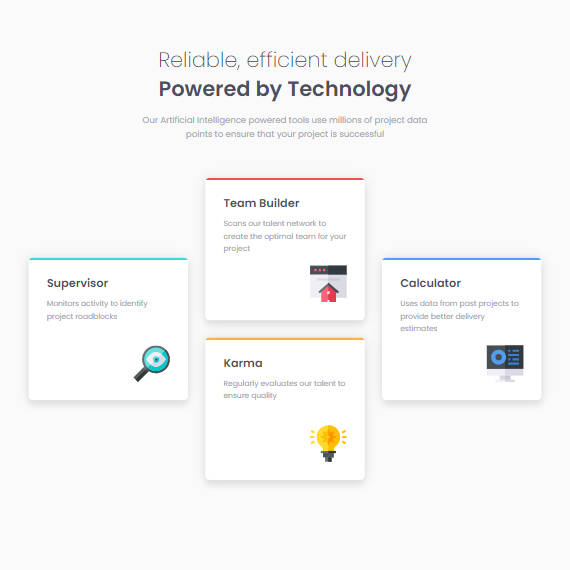 Reliable, efficient delivery
Powered by Technology
Our Artificial Intelligence powered tools use millions of project data
points to ensure that your project is successful
Supervisor
Monitors activity to identify
project roadblocks
Team Builder
Scans our talent network to
create the optimal team for your
project
Karma
Regularly evaluates our talent to
ensure quality
Calculator
Uses data from past projects to
provide better delivery
estimates